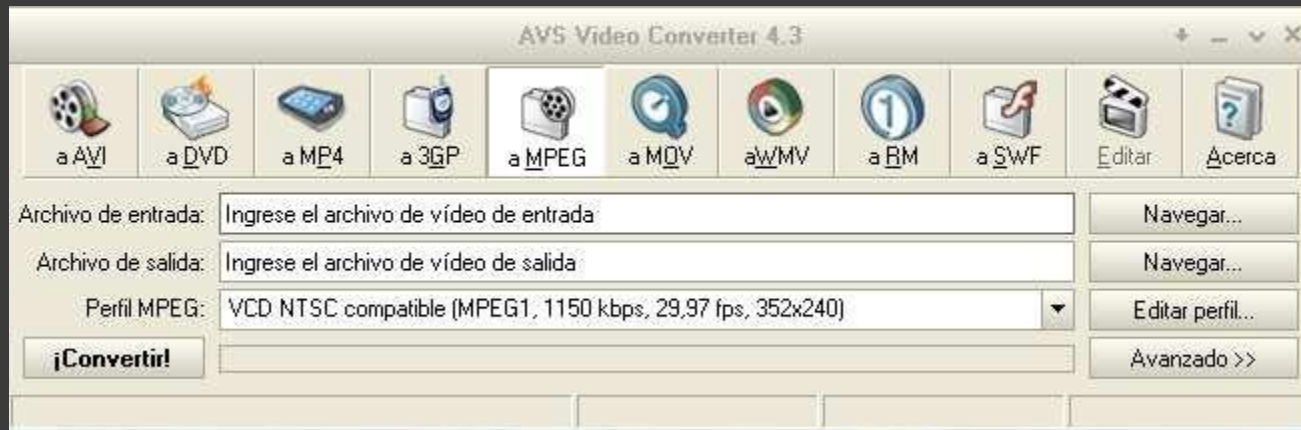 AVS Video Converter 4.3
a AVI
a DVD
a MP4
a 3GP
a MPEG
a MOV
aWMV
a RM
a SWF
Editar
Acerca
Archivo de entrada: Ingrese el archivo de vídeo de entrada Navegar...
Archivo de salida: Ingrese el archivo de vídeo de salida Navegar...
Perfil MPEG: VCD NTSC compatible (MPEG1, 1150 kbps, 29,97 fps, 352x240) Editar perfil...
¡Convertir! Avanzado >>